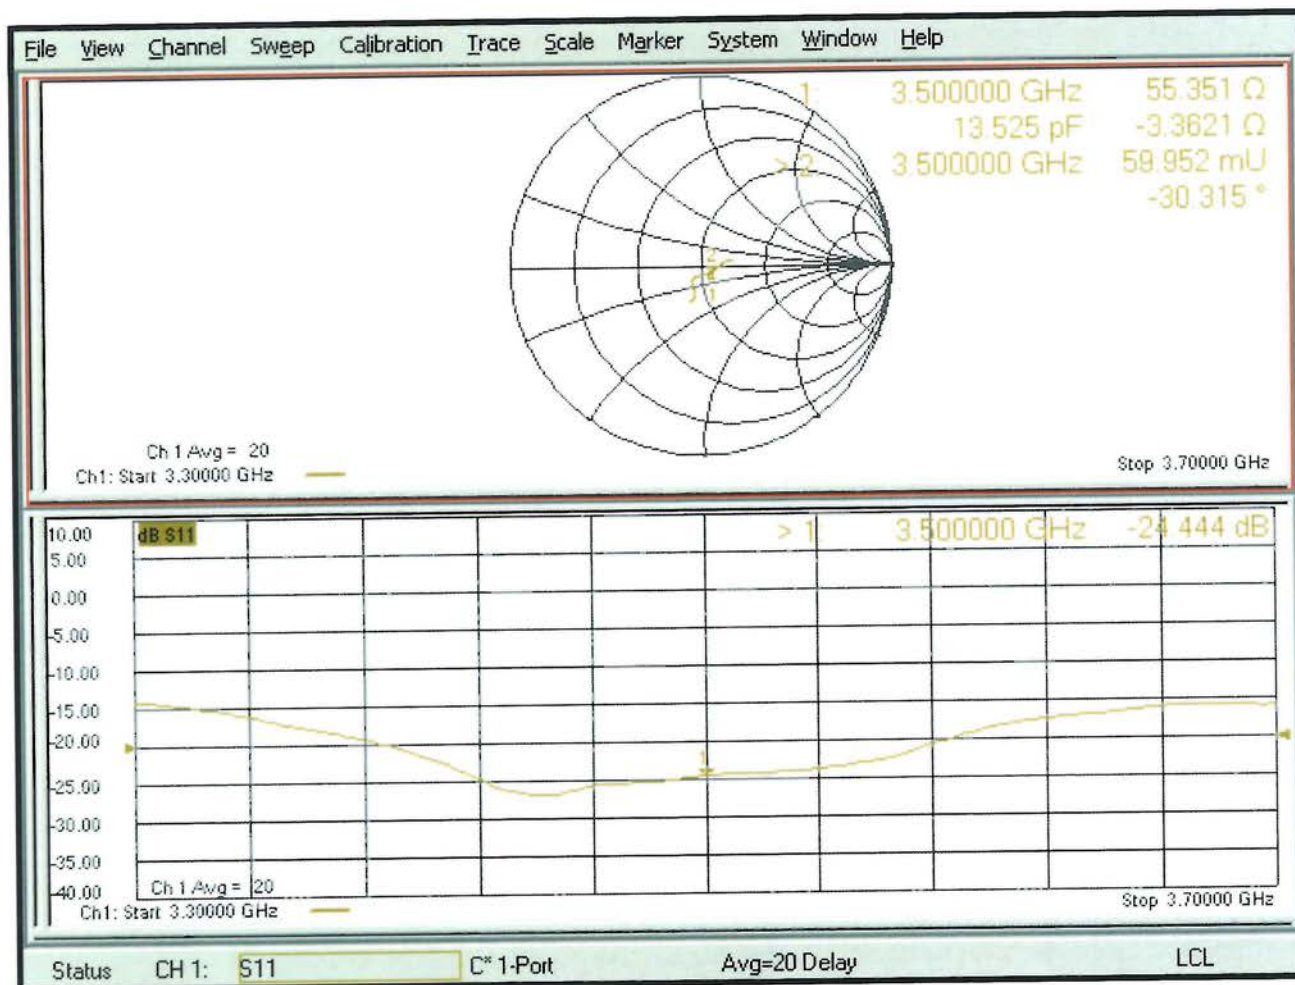 File View Channel Sweep Calibration Trace Scale Marker System Window Help
1: 3.500000 GHz 55.351 Ω
13.525 pF -3.3621 Ω
> 2: 3.500000 GHz 59.952 mU
-30.315 °
2
1
Ch 1 Avg = 20
Ch1: Start 3.30000 GHz
Stop 3.70000 GHz
10.00
dB S11
> 1: 3.500000 GHz -24.444 dB
5.00
0.00
-5.00
-10.00
-15.00
-20.00
1
-25.00
-30.00
-35.00
-40.00
Ch 1 Avg = 20
Ch1: Start 3.30000 GHz
Stop 3.70000 GHz
Status CH 1: S11 C* 1-Port Avg=20 Delay LCL